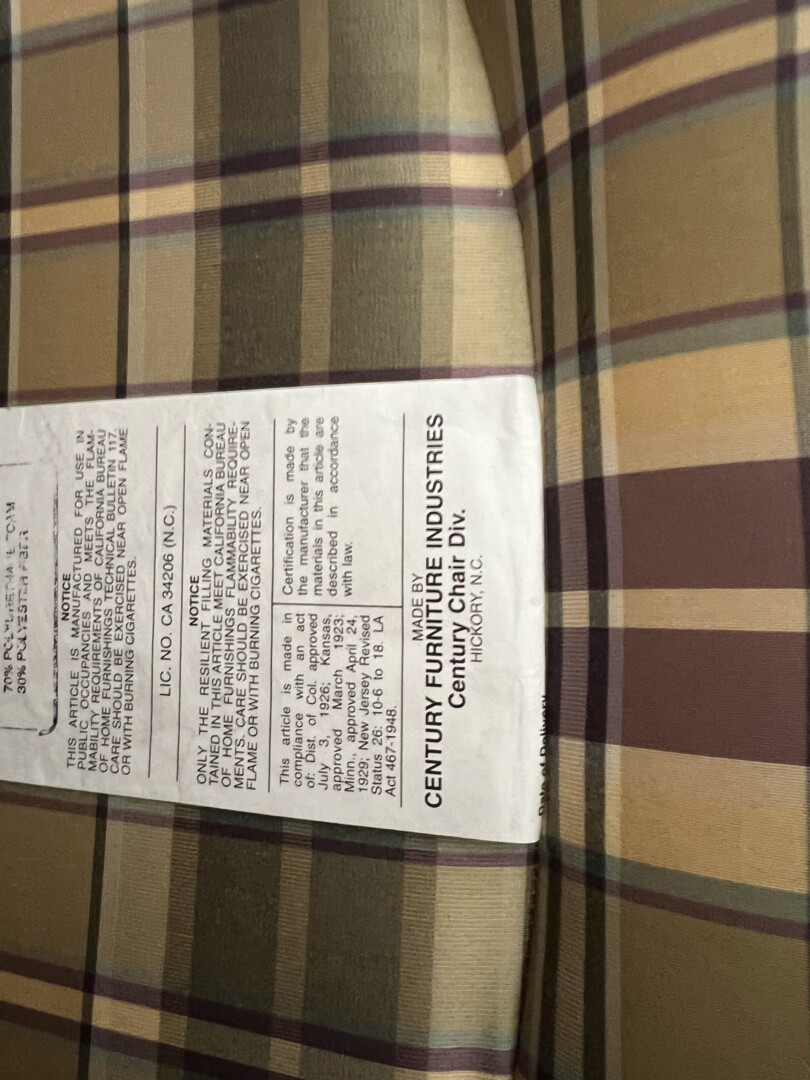 70% POLYURETHANE FOAM
30% POLYESTER FIBER
NOTICE
THIS ARTICLE IS MANUFACTURED FOR USE IN
PUBLIC OCCUPANCIES AND MEETS THE FLAM-
MABILITY REQUIREMENTS OF CALIFORNIA BUREAU
OF HOME FURNISHINGS TECHNICAL BULLETIN 117.
CARE SHOULD BE EXERCISED NEAR OPEN FLAME
OR WITH BURNING CIGARETTES.
LIC. NO. CA 34206 (N.C.)
NOTICE
ONLY THE RESILIENT FILLING MATERIALS CON-
TAINED IN THIS ARTICLE MEET CALIFORNIA BUREAU
OF HOME FURNISHINGS FLAMMABILITY REQUIRE-
MENTS. CARE SHOULD BE EXERCISED NEAR OPEN
FLAME OR WITH BURNING CIGARETTES.
This article is made in
compliance with an act
of: Dist. of Col. approved
July 3, 1926; Kansas,
approved March 1923;
Minn., approved April 24,
1929; New Jersey Revised
Status 26: 10-6 to 18. LA
Act 467-1948.
Certification is made by
the manufacturer that the
materials in this article are
described in accordance
with law.
MADE BY
CENTURY FURNITURE INDUSTRIES
Century Chair Div.
HICKORY, N.C.
Date of Delivery